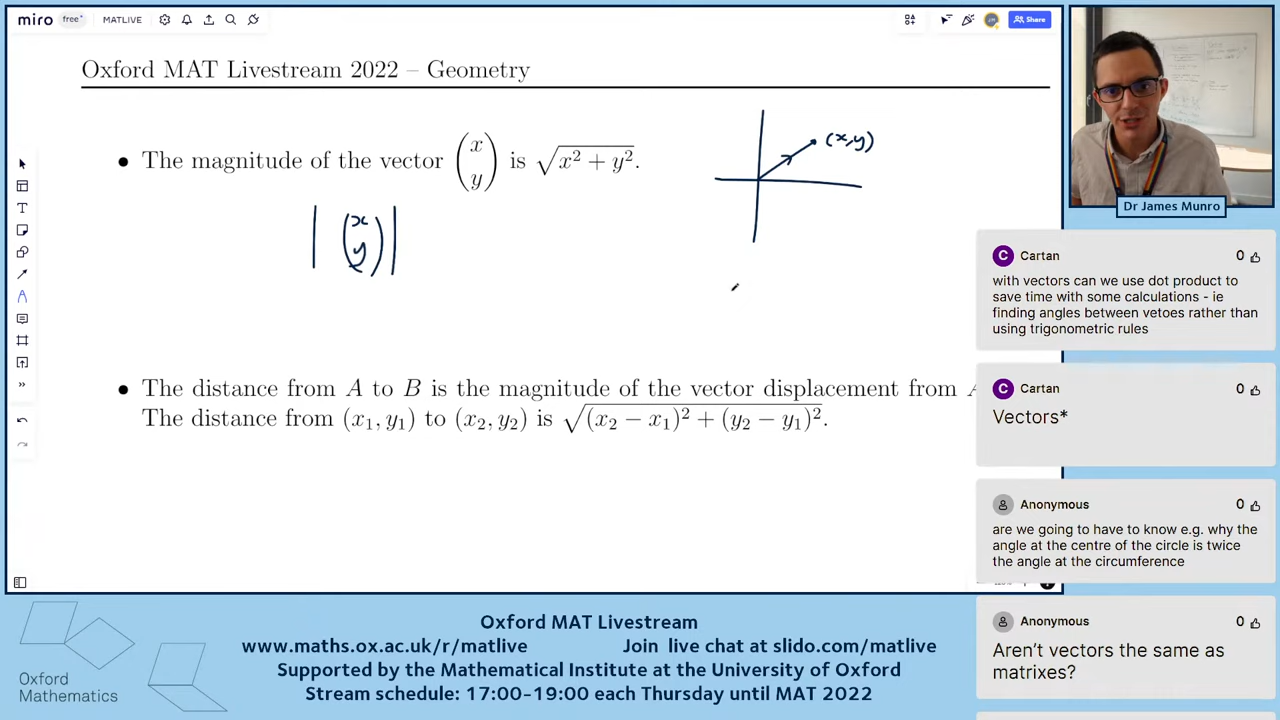 miro free MATLIVE Share
Oxford MAT Livestream 2022 – Geometry
• The magnitude of the vector (x y) is √x² + y².
(x,y)
| (x y) |
• The distance from A to B is the magnitude of the vector displacement from A
The distance from (x₁, y₁) to (x₂, y₂) is √(x₂ − x₁)² + (y₂ − y₁)².
Dr James Munro
C Cartan 0
with vectors can we use dot product to
save time with some calculations - ie
finding angles between vetoes rather than
using trigonometric rules
C Cartan 0
Vectors*
Anonymous 0
are we going to have to know e.g. why the
angle at the centre of the circle is twice
the angle at the circumference
Anonymous 0
Aren’t vectors the same as
matrixes?
Oxford
Mathematics
Oxford MAT Livestream
www.maths.ox.ac.uk/r/matlive Join live chat at slido.com/matlive
Supported by the Mathematical Institute at the University of Oxford
Stream schedule: 17:00-19:00 each Thursday until MAT 2022